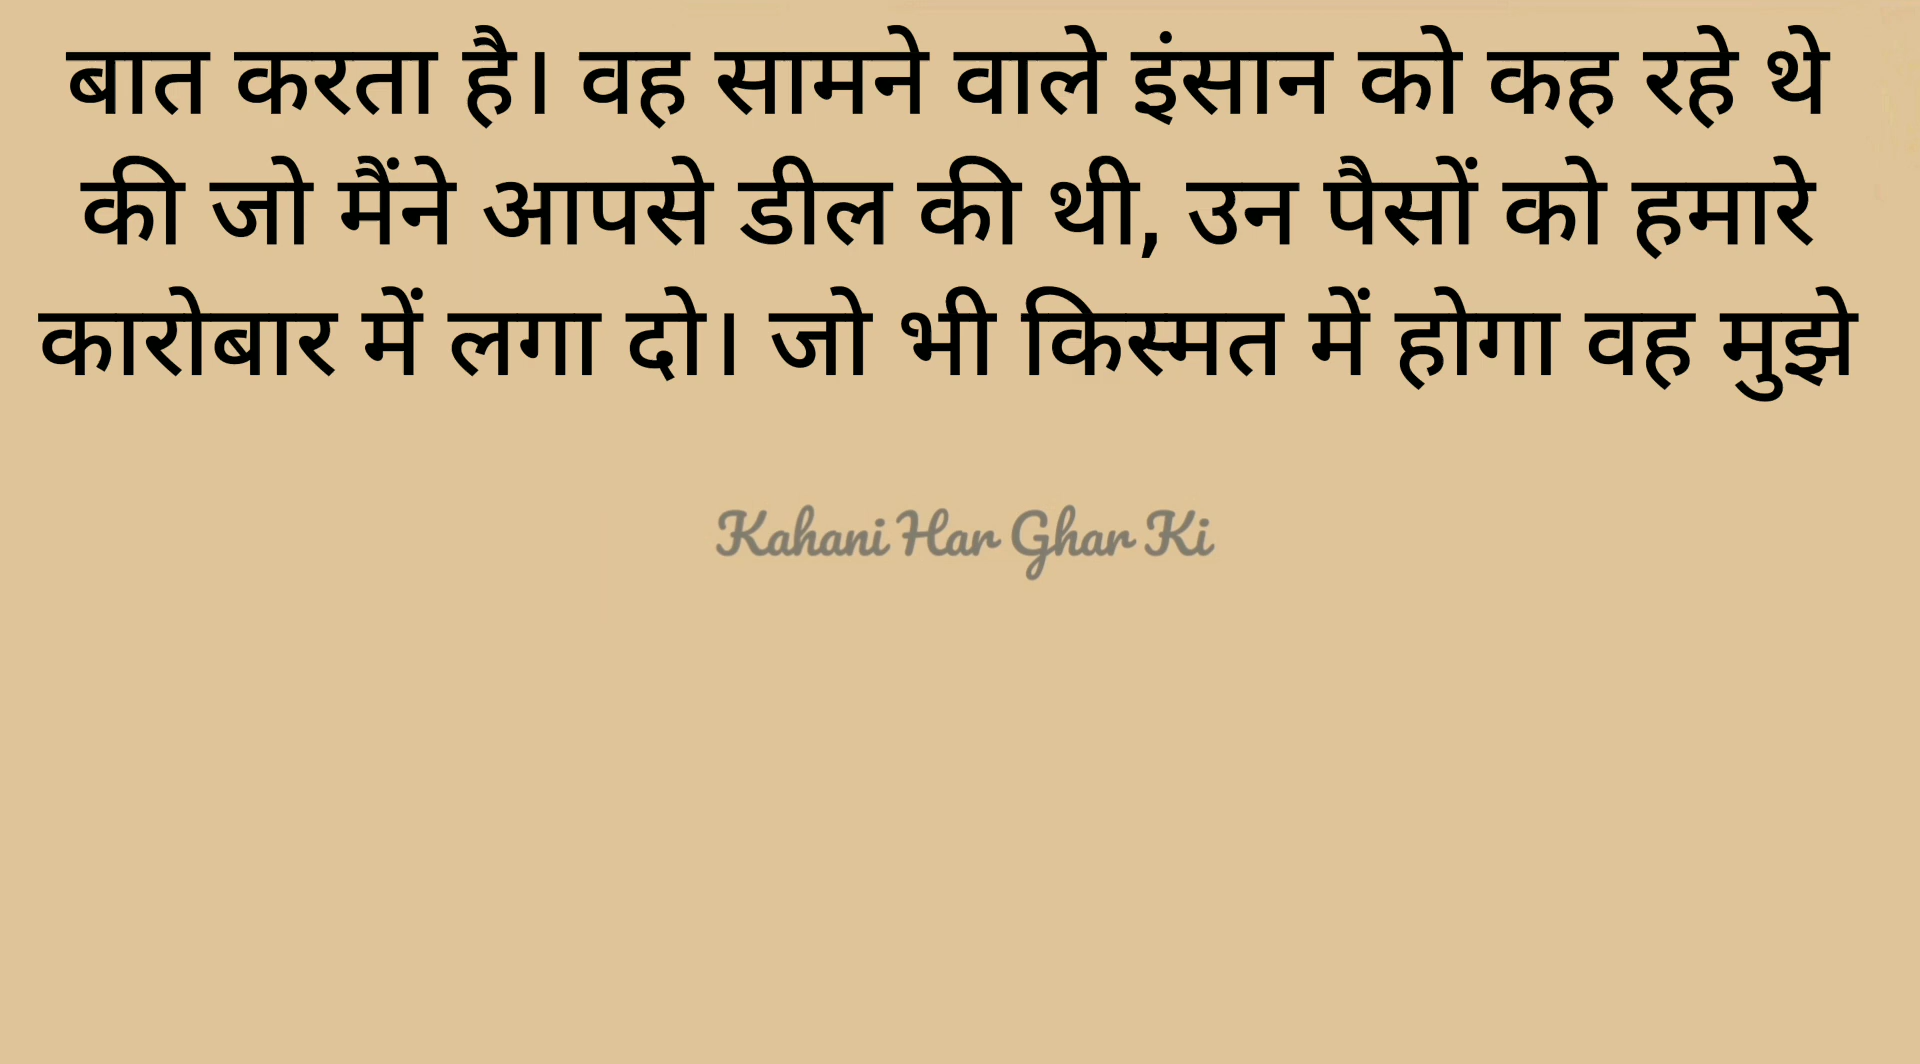 बात करता है। वह सामने वाले इंसान को कह रहे थे
की जो मैंने आपसे डील की थी, उन पैसों को हमारे
कारोबार में लगा दो। जो भी किस्मत में होगा वह मुझे
Kahani Har Ghar Ki